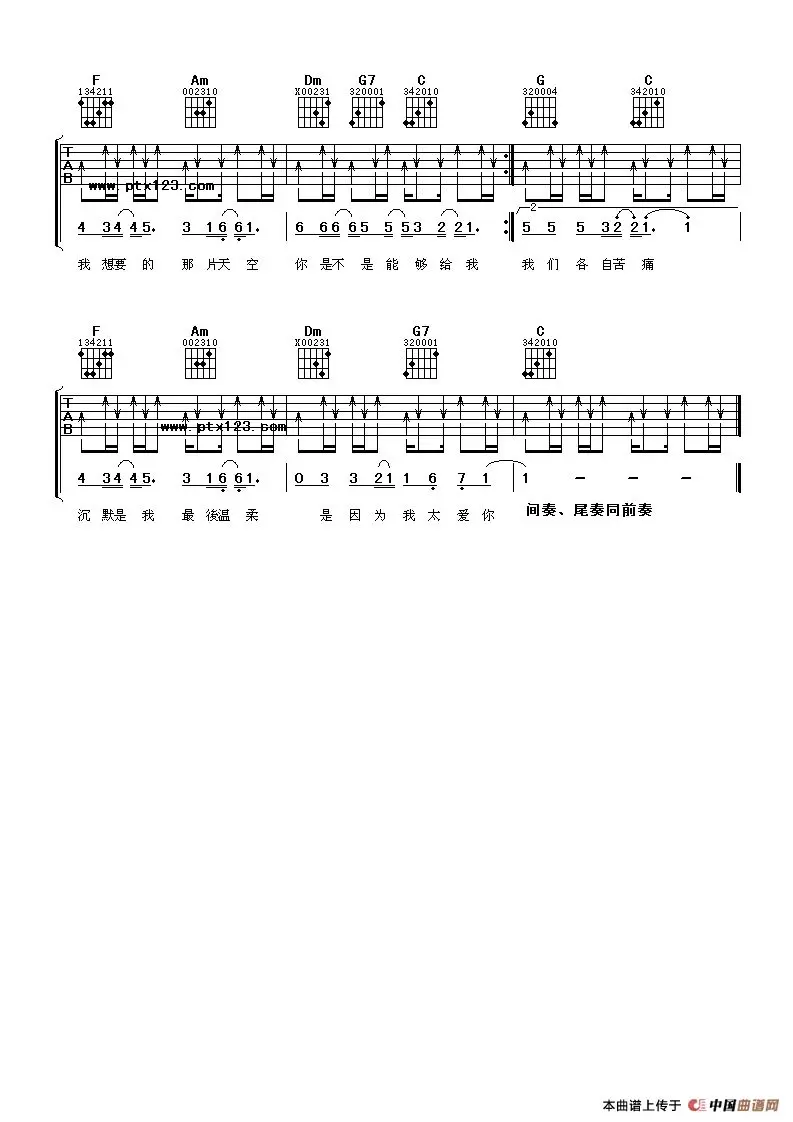 F Am Dm G7 C G C
134211 002310 X00231 320001 342010 320004 342010
T
A
B
www.ptx123.com
2
4 34 45. 3 16 61. 6 6665 5 553 2 221. 5 5 5 32 221. 1
我 想要 的 那 片天 空 你 是不 是 能 够 给 我 我 们 各 自苦 痛
F Am Dm G7 C
134211 002310 X00231 320001 342010
T
A
B
www.ptx123.com
4 34 45. 3 16 61. 0 3 3 21 1 6 7 1 1 - - -
沉 默是 我 最 後温 柔 是 因 为 我 太 爱 你 间奏、尾奏同前奏
本曲谱上传于 中国曲谱网